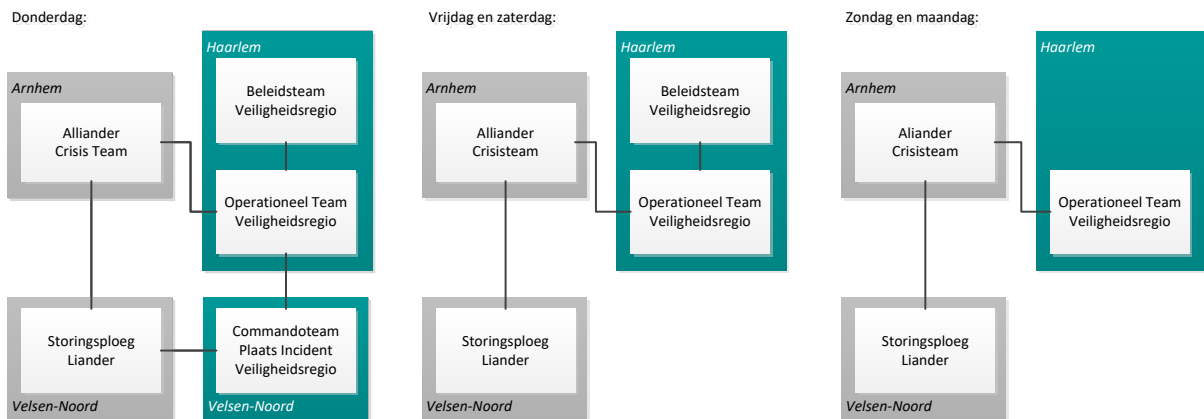 Donderdag:
Haarlem
Beleidsteam
Veiligheidsregio
Arnhem
Alliander
Crisis Team
Operationeel Team
Veiligheidsregio
Storingsploeg
Liander
Velsen-Noord
Commandoteam
Plaats Incident
Veiligheidsregio
Velsen-Noord
Vrijdag en zaterdag:
Haarlem
Beleidsteam
Veiligheidsregio
Arnhem
Alliander
Crisisteam
Operationeel Team
Veiligheidsregio
Storingsploeg
Liander
Velsen-Noord
Zondag en maandag:
Haarlem
Arnhem
Aliander
Crisisteam
Operationeel Team
Veiligheidsregio
Storingsploeg
Liander
Velsen-Noord